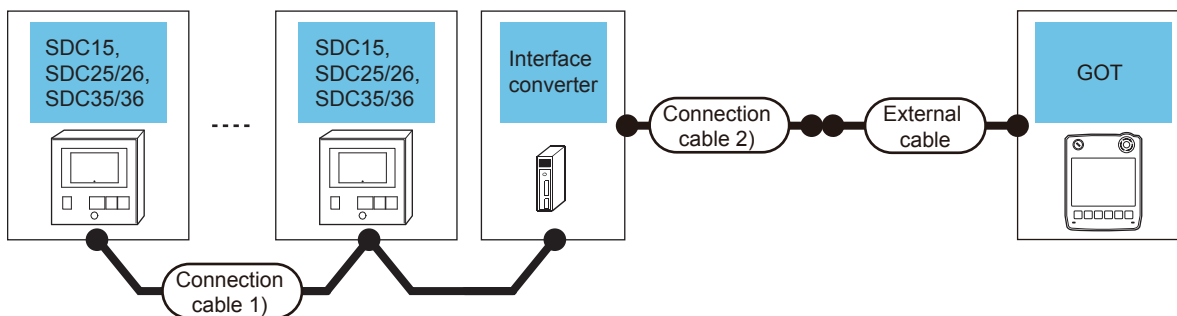 SDC15,
SDC25/26,
SDC35/36
SDC15,
SDC25/26,
SDC35/36
Interface
converter
Connection
cable 2)
External
cable
GOT
Connection
cable 1)